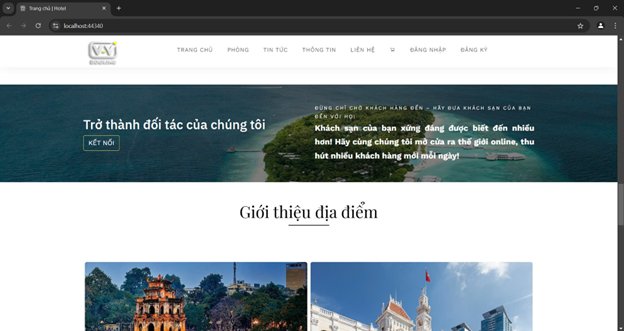 Trang chủ | Hotel
localhost:44340
TRANG CHỦ PHÒNG TIN TỨC THÔNG TIN LIÊN HỆ ĐĂNG NHẬP ĐĂNG KÝ
Trở thành đối tác của chúng tôi
KẾT NỐI
ĐỪNG CHỈ CHỜ KHÁCH HÀNG ĐẾN – HÃY ĐƯA KHÁCH SẠN CỦA BẠN
ĐẾN VỚI HỌ!
Khách sạn của bạn xứng đáng được biết đến nhiều
hơn! Hãy cùng chúng tôi mở cửa ra thế giới online, thu
hút nhiều khách hàng mới mỗi ngày!
Giới thiệu địa điểm